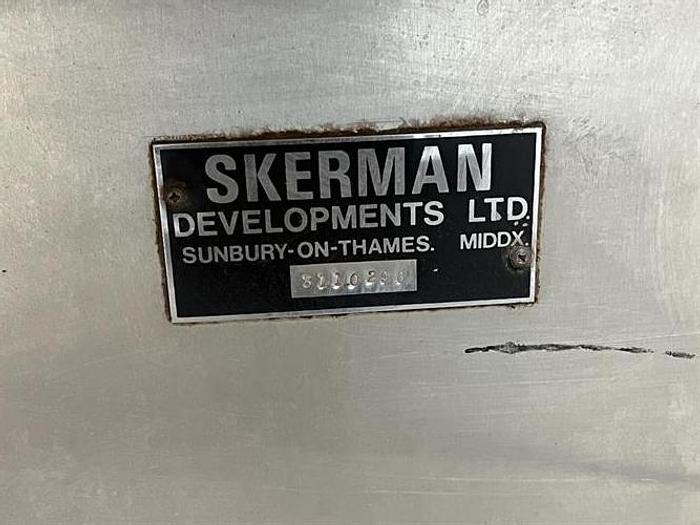 SKERMAN
DEVELOPMENTS LTD.
SUNBURY-ON-THAMES. MIDDX.